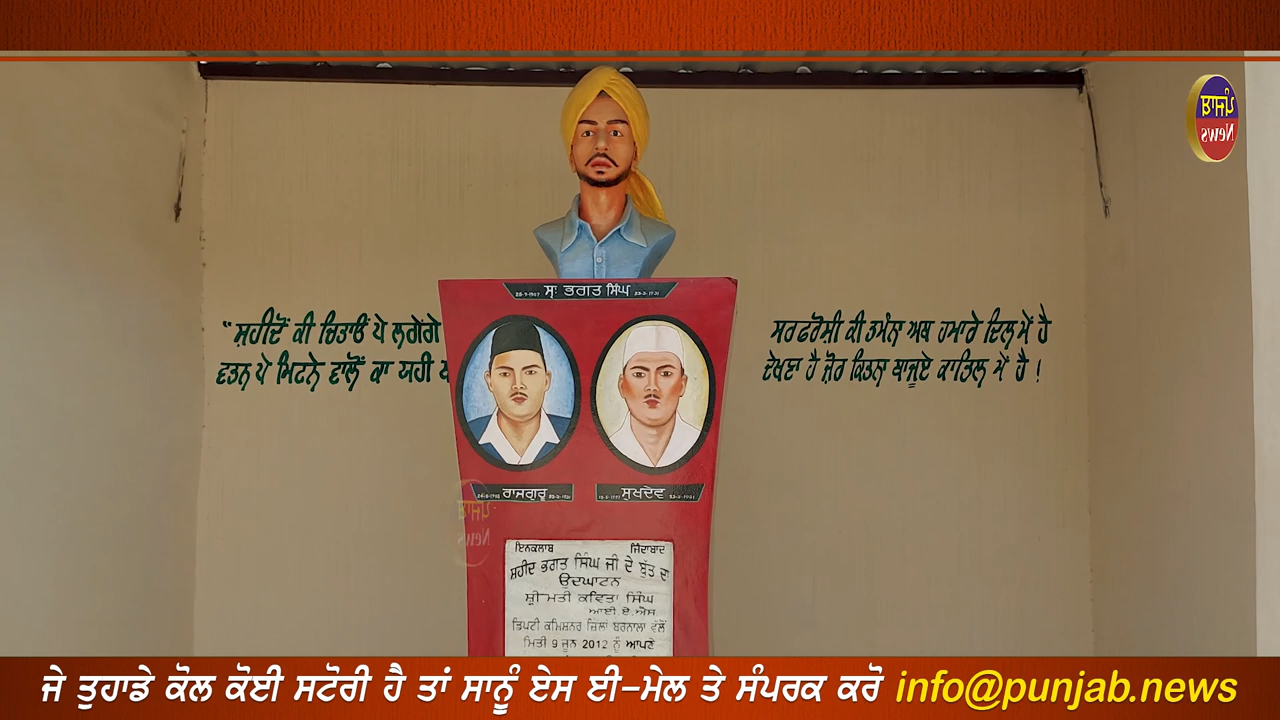 ਪੰਜਾਬ
News
ਸ੍ਰ: ਭਗਤ ਸਿੰਘ
"ਸ਼ਹੀਦੋਂ ਕੀ ਚਿਤਾਓਂ ਪੇ ਲਗੇਂਗੇ
ਵਤਨ ਪੇ ਮਿਟਨੇ ਵਾਲੋਂ ਕਾ ਯਹੀ
ਸਰਫਰੋਸ਼ੀ ਕੀ ਤਮੰਨਾ ਅਬ ਹਮਾਰੇ ਦਿਲ ਮੇਂ ਹੈ
ਦੇਖਣਾ ਹੈ ਜ਼ੋਰ ਕਿਤਨਾ ਬਾਜੂਏ ਕਾਤਿਲ ਮੇਂ ਹੈ !
ਰਾਜਗੁਰੂ
ਸੁਖਦੇਵ
ਪੰਜਾਬ
News
ਇਨਕਲਾਬ ਜਿੰਦਾਬਾਦ
ਸ਼ਹੀਦ ਭਗਤ ਸਿੰਘ ਜੀ ਦੇ ਬੁੱਤ ਦਾ
ਉਦਘਾਟਨ
ਸ਼੍ਰੀਮਤੀ ਕਵਿਤਾ ਸਿੰਘ
ਆਈ.ਏ.ਐਸ
ਡਿਪਟੀ ਕਮਿਸ਼ਨਰ ਜ਼ਿਲਾਂ ਬਰਨਾਲਾ ਵੱਲੋਂ
ਮਿਤੀ 9 ਜੂਨ 2012 ਨੂੰ ਆਪਣੇ
ਜੇ ਤੁਹਾਡੇ ਕੋਲ ਕੋਈ ਸਟੋਰੀ ਹੈ ਤਾਂ ਸਾਨੂੰ ਏਸ ਈ-ਮੇਲ ਤੇ ਸੰਪਰਕ ਕਰੋ info@punjab.news